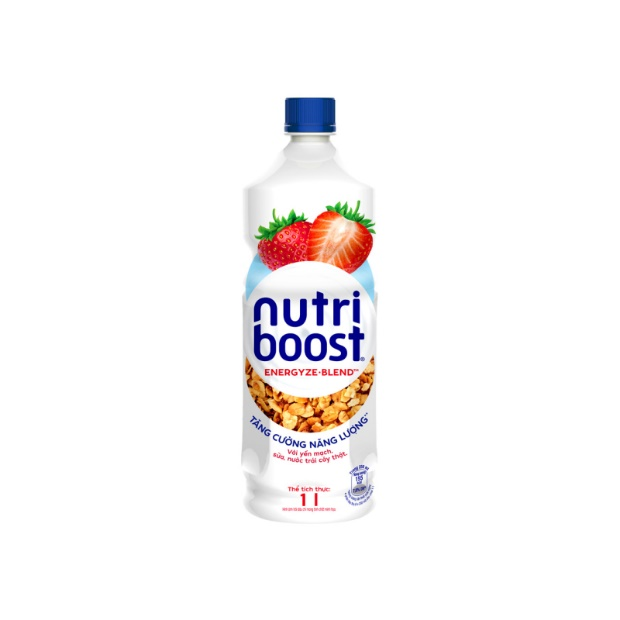 nutri
boost®
ENERGYZE-BLEND™
TĂNG CƯỜNG NĂNG LƯỢNG
Với yến mạch,
sữa, nước trái cây thật.
Thể tích thực:
1 l